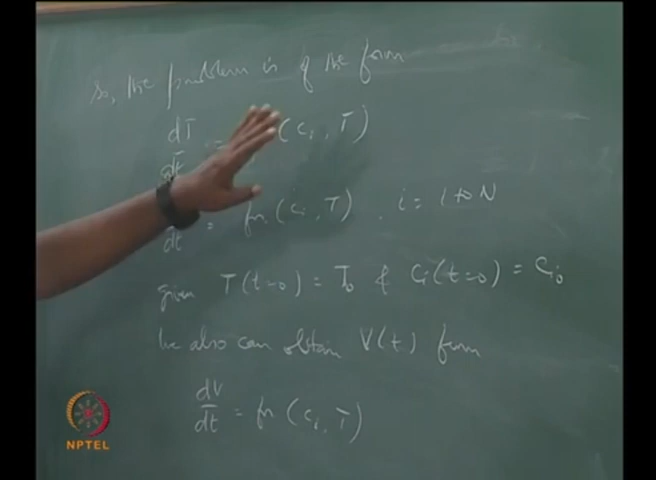 So, the problem is of the form
dT/dt = (ci, T)
dt = fn (ci, T) , i = 1 to N
given T(t=0) = T0 & ci(t=0) = ci0
We also can obtain V(t) from
dV/dt = fn (ci, T)
NPTEL